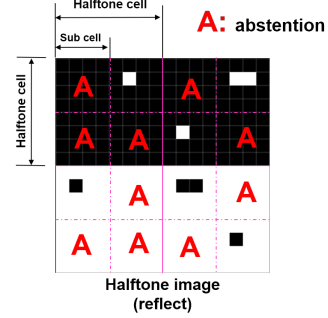 Halftone cell
A: abstention
Sub cell
Halftone cell
A A
A A A
A A
A A A
Halftone image
(reflect)